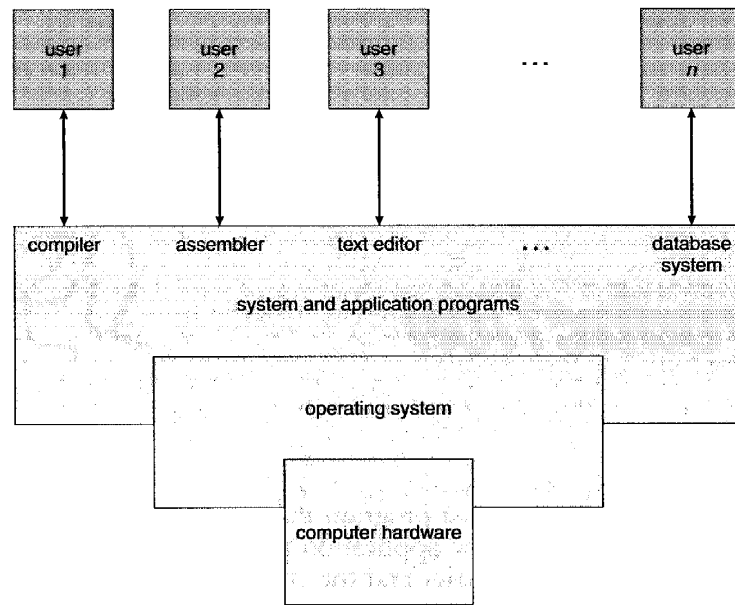 user
1
user
2
user
3
...
user
n
compiler
assembler
text editor
...
database
system
system and application programs
operating system
computer hardware